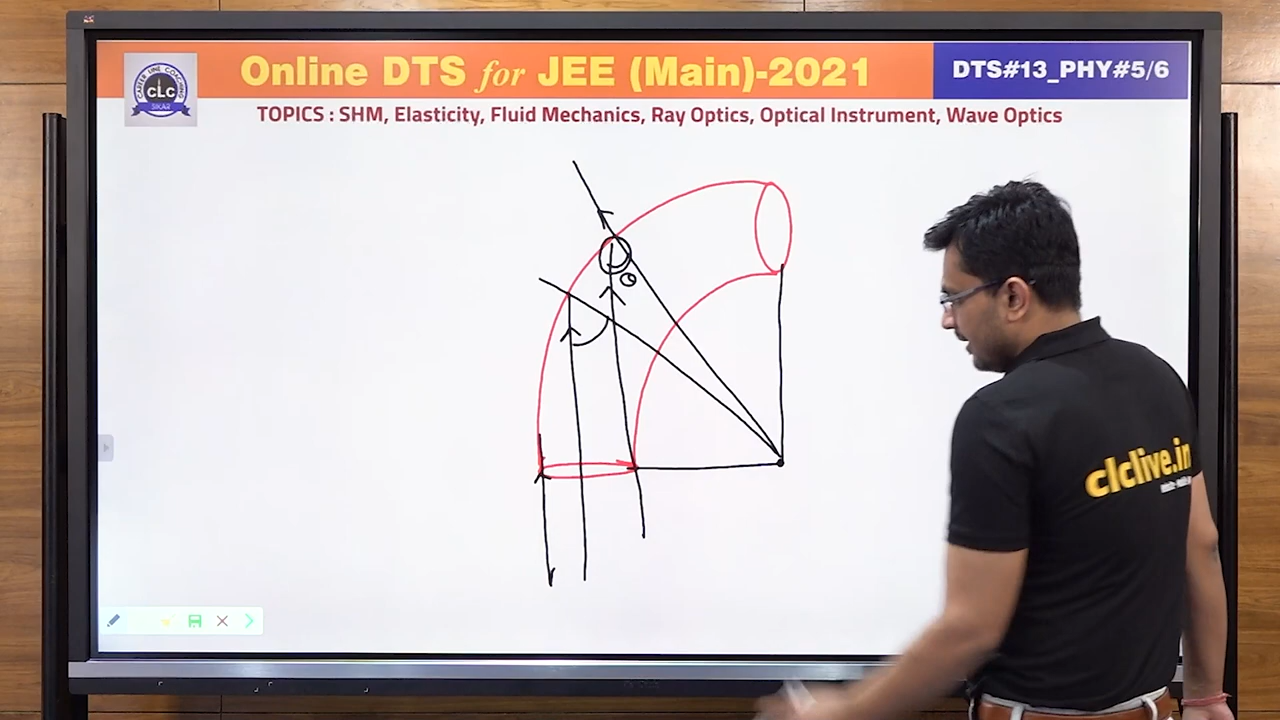 Online DTS for JEE (Main)-2021
DTS#13_PHY#5/6
CAREER LINE COACHING
CLC
SIKAR
TOPICS : SHM, Elasticity, Fluid Mechanics, Ray Optics, Optical Instrument, Wave Optics
clclive.in